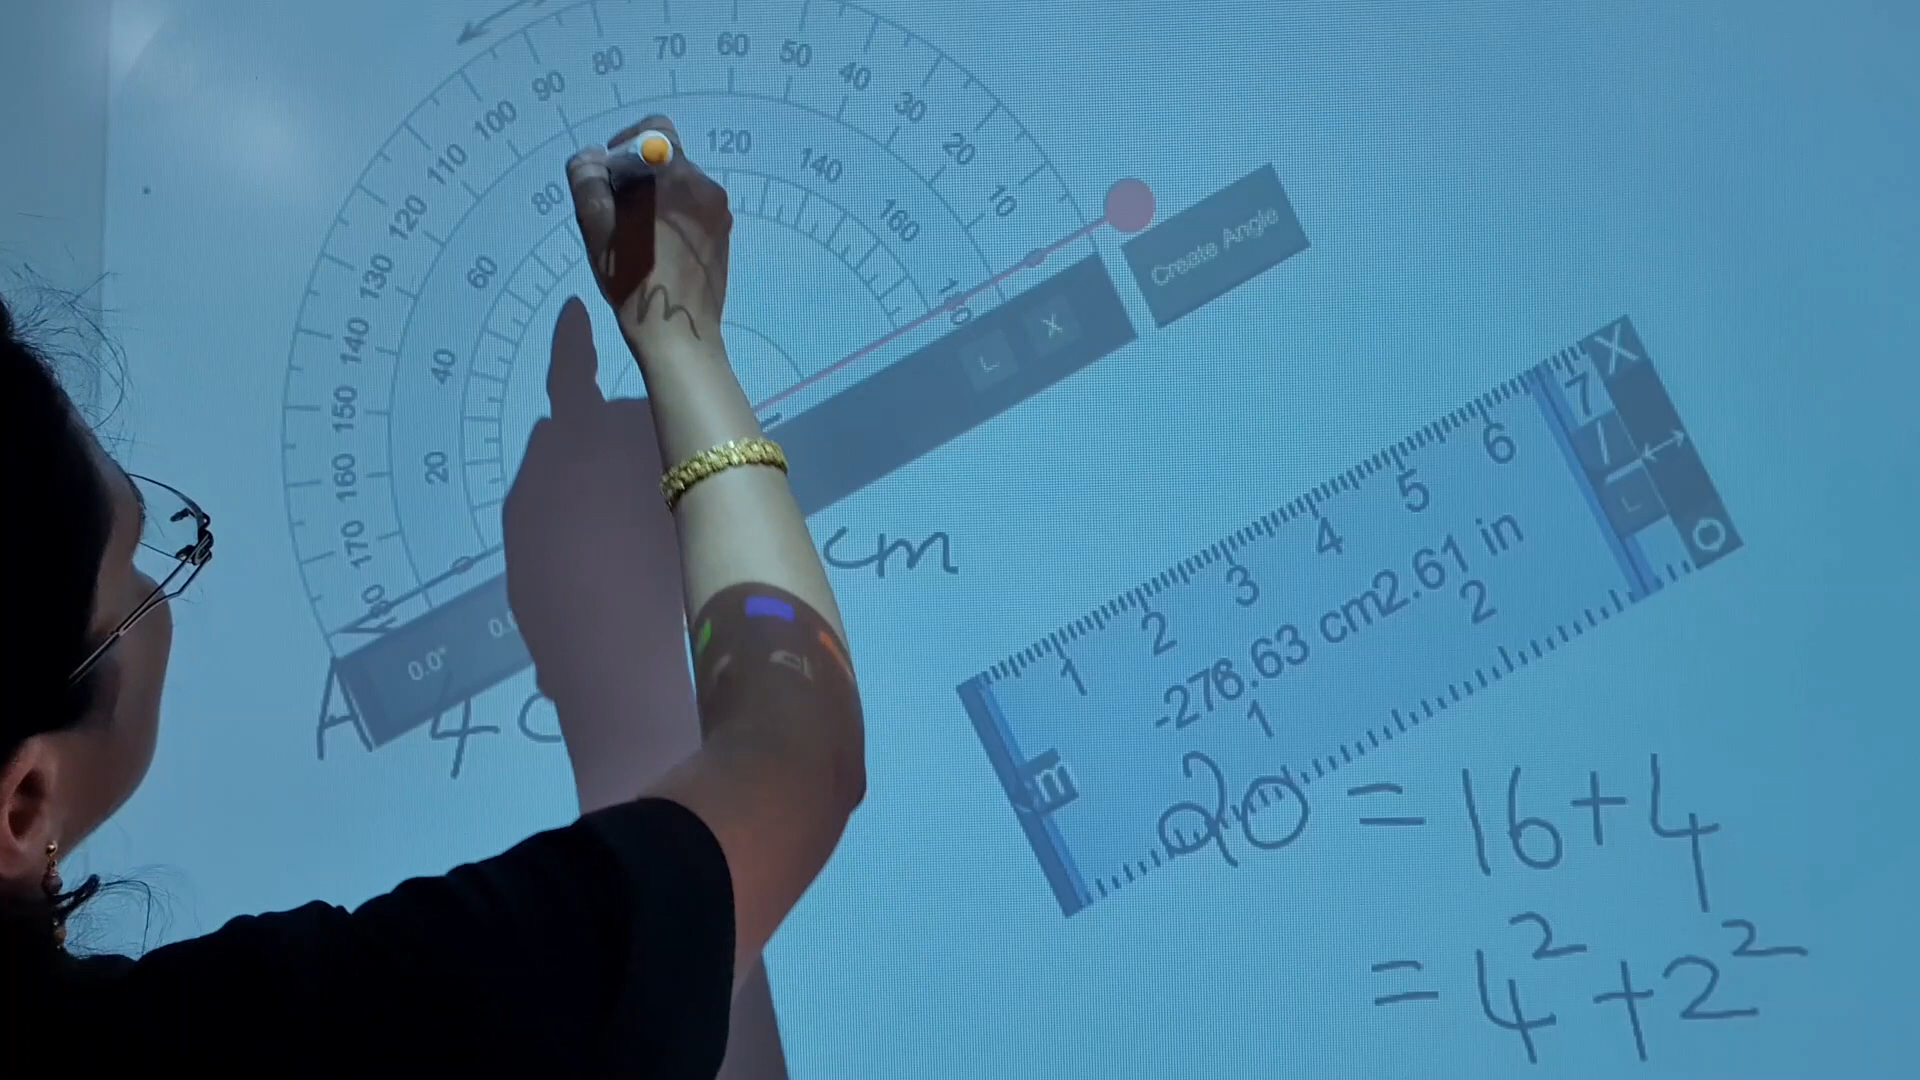 80 70 60 50 40 30 20 10
90 100 110 120 130 140 150 160 170 180
80 60 40 20
120 140 160
Create Angle
L X
0.0°
cm
A 4 c
m
X
7
L
1 2 3 4 5 6
-276.63 cm2.61 in
1 2
20 = 16+4
= 4²+2²